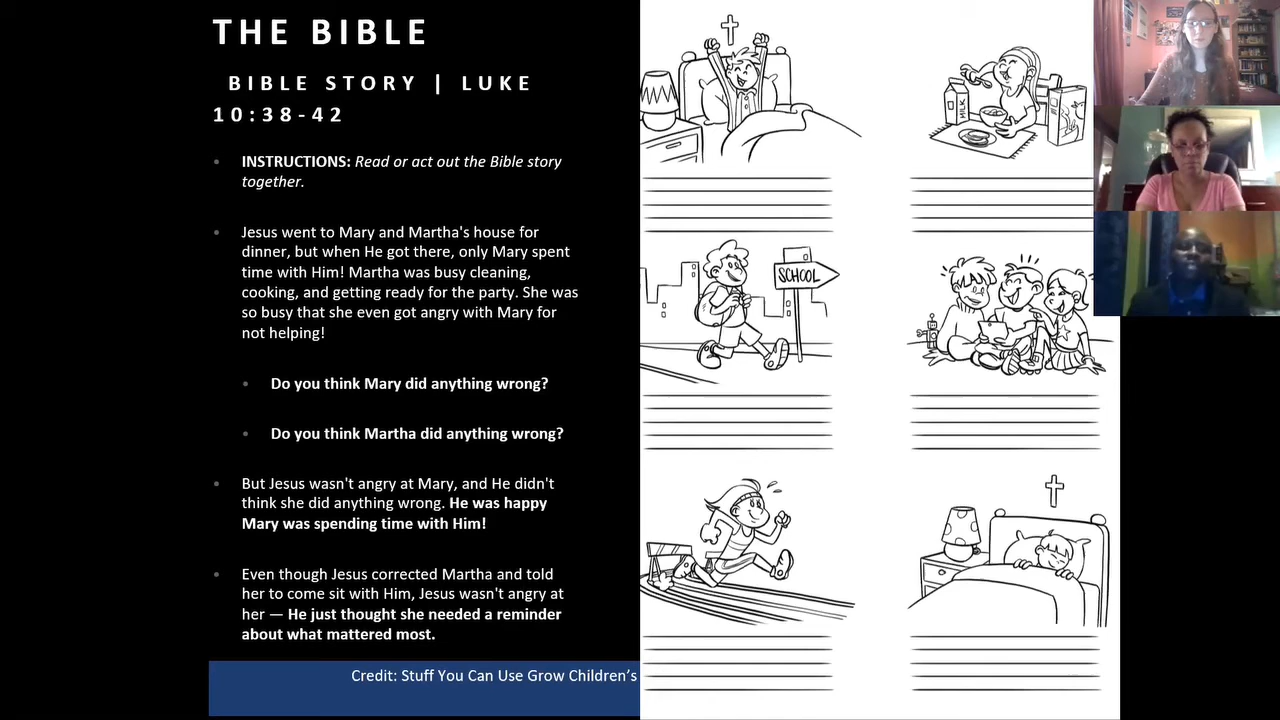 THE BIBLE
BIBLE STORY | LUKE
10:38-42
INSTRUCTIONS: Read or act out the Bible story
together.
Jesus went to Mary and Martha's house for
dinner, but when He got there, only Mary spent
time with Him! Martha was busy cleaning,
cooking, and getting ready for the party. She was
so busy that she even got angry with Mary for
not helping!
Do you think Mary did anything wrong?
Do you think Martha did anything wrong?
But Jesus wasn't angry at Mary, and He didn't
think she did anything wrong. He was happy
Mary was spending time with Him!
Even though Jesus corrected Martha and told
her to come sit with Him, Jesus wasn't angry at
her — He just thought she needed a reminder
about what mattered most.
Credit: Stuff You Can Use Grow Children's
MILK
SCHOOL